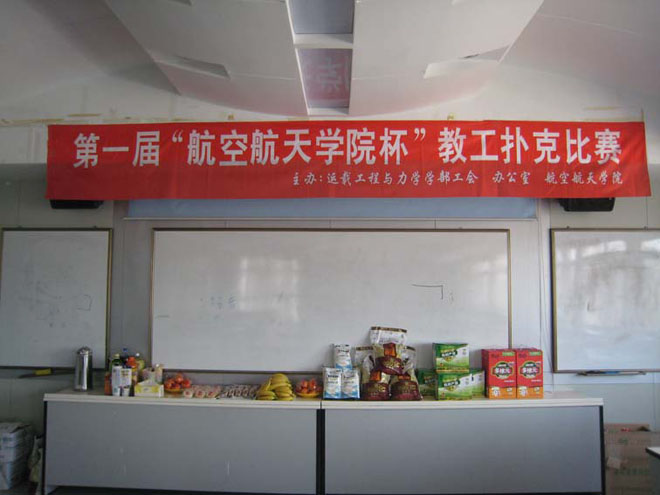 第一届“航空航天学院杯”教工扑克比赛
主办:运载工程与力学学部工会 办公室 航空航天学院